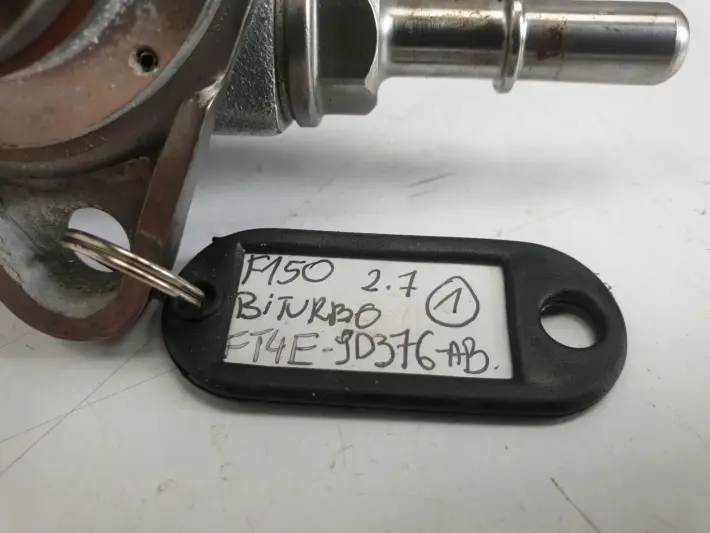 F150 2.7 1
BiTURBO
FT4E-9D376-AB.